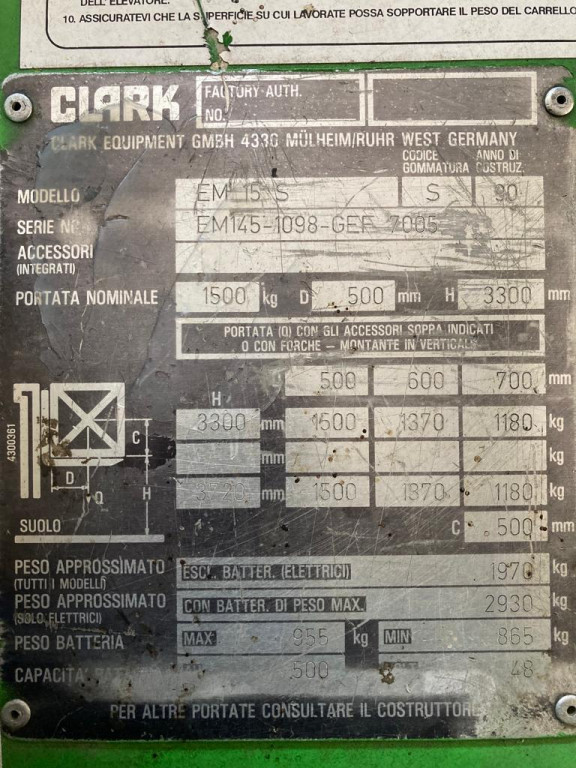 DELL' ELEVATORE.
10. ASSICURATEVI CHE LA SUPERFICIE SU CUI LAVORATE POSSA SOPPORTARE IL PESO DEL CARRELLO
CLARK
FACTORY AUTH.
NO.
CLARK EQUIPMENT GMBH 4330 MÜLHEIM/RUHR WEST GERMANY
CODICE GOMMATURA
ANNO DI COSTRUZ.
MODELLO EM 15 S S 90
SERIE NO. EM145-1098-GEF 7005
ACCESSORI
(INTEGRATI)
PORTATA NOMINALE 1500 kg D 500 mm H 3300 mm
PORTATA (Q) CON GLI ACCESSORI SOPRA INDICATI
O CON FORCHE – MONTANTE IN VERTICALE
500 600 700 mm
H
3300 mm 1500 1370 1180 kg
mm kg
mm 1500 1370 1180 kg
C 500 mm
4300361
C
D
H
Q
SUOLO
PESO APPROSSIMATO
(TUTTI I MODELLI)
ESCL. BATTER. (ELETTRICI) 1970 kg
PESO APPROSSIMATO
(SOLO ELETTRICI)
CON BATTER. DI PESO MAX. 2930 kg
PESO BATTERIA MAX 955 kg MIN 865 kg
CAPACITA' 500 48
PER ALTRE PORTATE CONSULTARE IL COSTRUTTORE